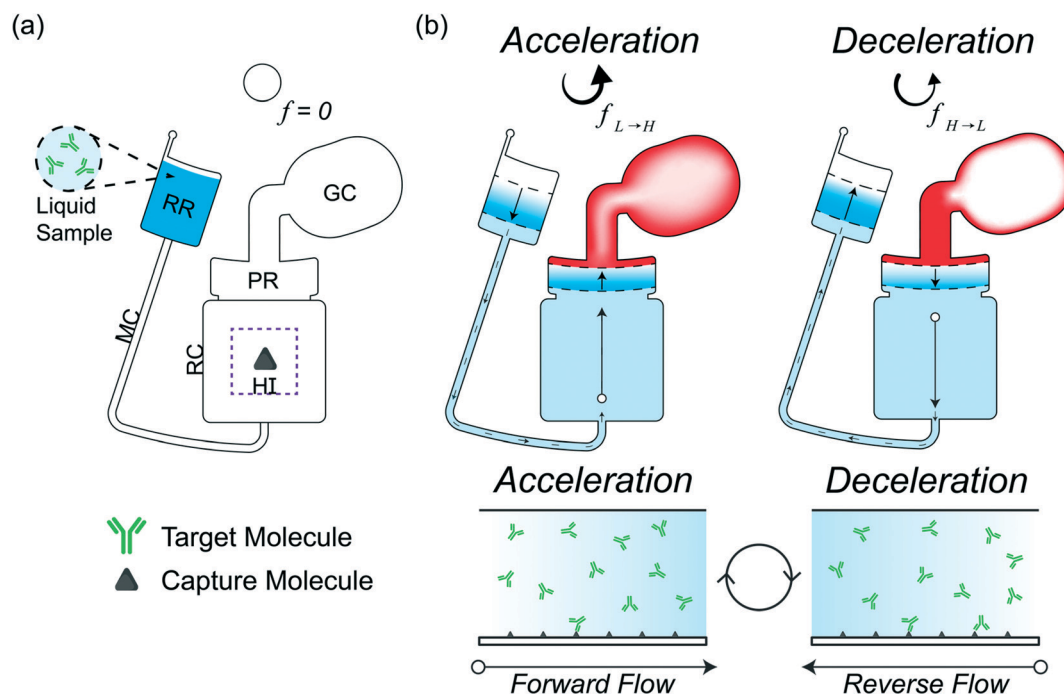 (a)
f = 0
Liquid
Sample
RR
GC
PR
MC
RC
HI
Target Molecule
Capture Molecule
(b)
Acceleration
Deceleration
f L→H
f H→L
Acceleration
Deceleration
Forward Flow
Reverse Flow